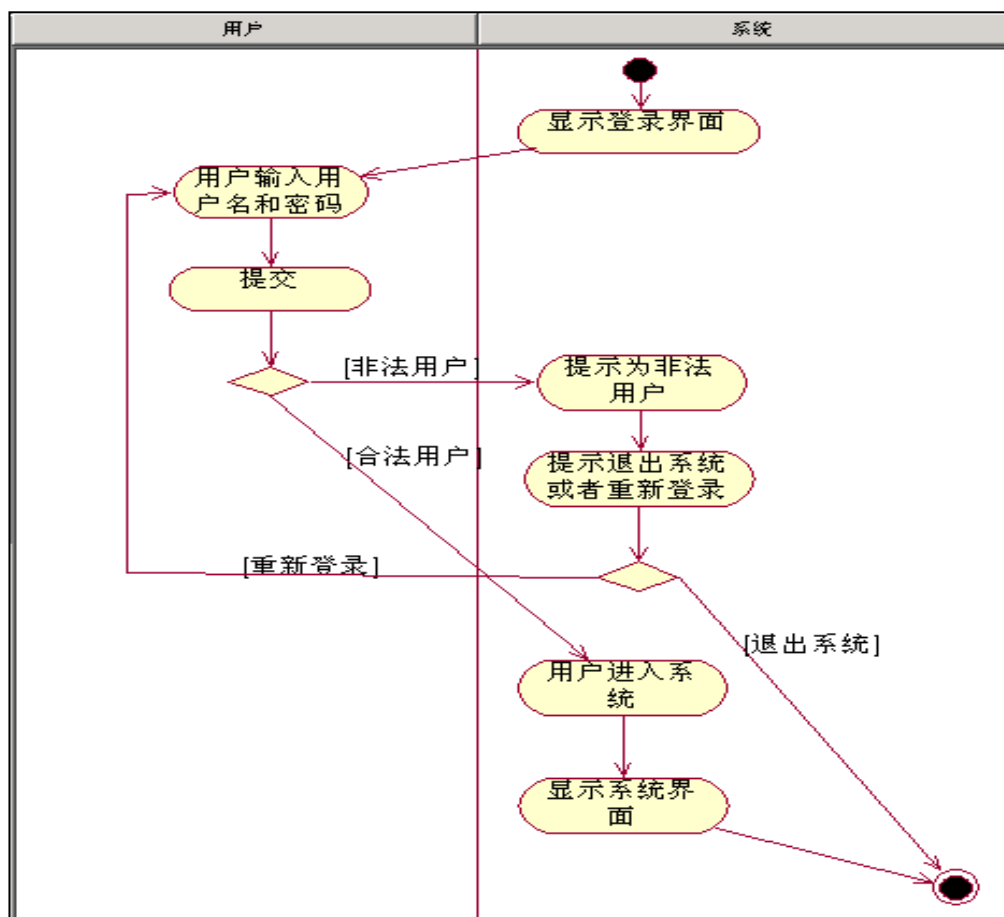 用户
系统
显示登录界面
用户输入用
户名和密码
提交
[非法用户]
提示为非法
用户
[合法用户]
提示退出系统
或者重新登录
[重新登录]
[退出系统]
用户进入系
统
显示系统界
面